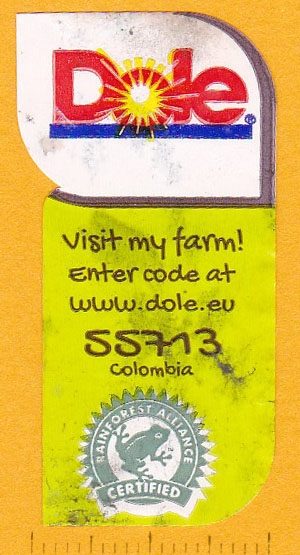 Dole®
Visit my farm!
Enter code at
www.dole.eu
55713
Colombia
RAINFOREST ALLIANCE
CERTIFIED